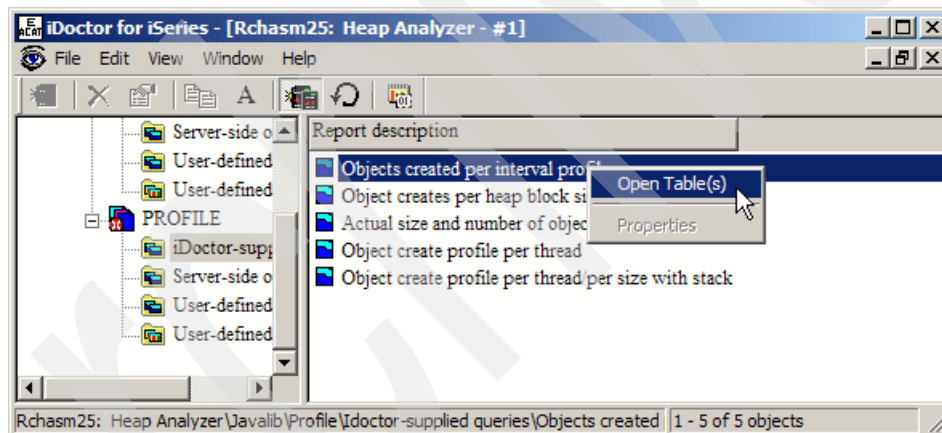 iDoctor for iSeries - [Rchasm25: Heap Analyzer - #1]
File Edit View Window Help
Server-side o
User-defined
User-defined
PROFILE
iDoctor-supp
Server-side o
User-defined
User-defined
Report description
Objects created per interval profil
Object creates per heap block si
Actual size and number of objec
Object create profile per thread
Object create profile per thread/per size with stack
Open Table(s)
Properties
Rchasm25: Heap Analyzer\Javalib\Profile\Idoctor-supplied queries\Objects created
1 - 5 of 5 objects